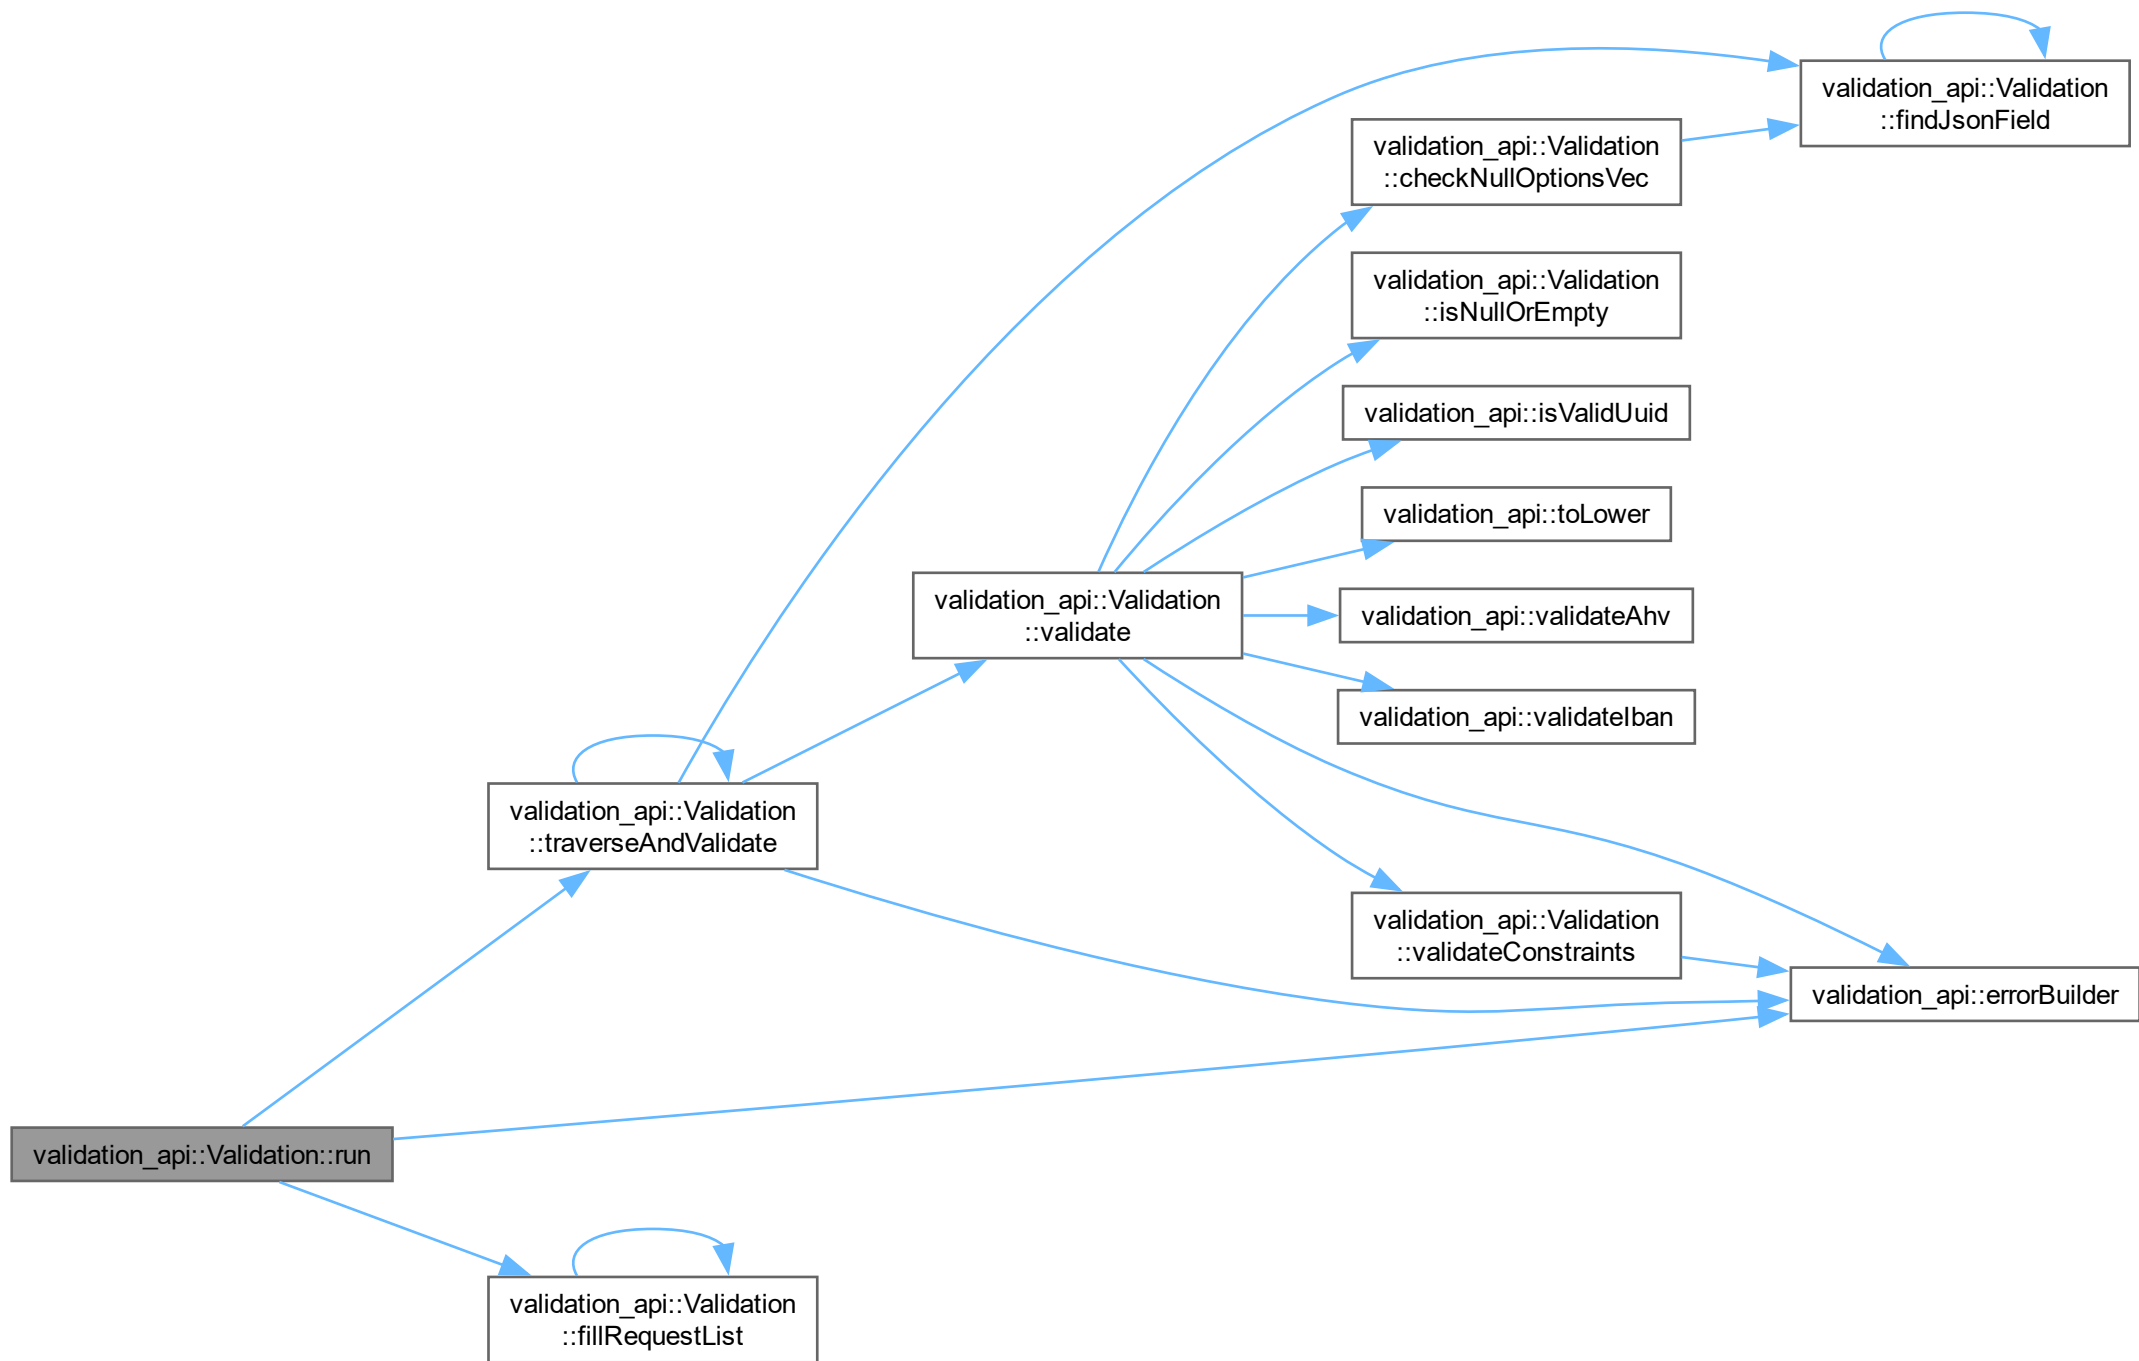 validation_api::Validation
::findJsonField
validation_api::Validation
::checkNullOptionsVec
validation_api::Validation
::isNullOrEmpty
validation_api::isValidUuid
validation_api::toLower
validation_api::Validation
::validate
validation_api::validateAhv
validation_api::validateIban
validation_api::Validation
::traverseAndValidate
validation_api::Validation
::validateConstraints
validation_api::errorBuilder
validation_api::Validation::run
validation_api::Validation
::fillRequestList